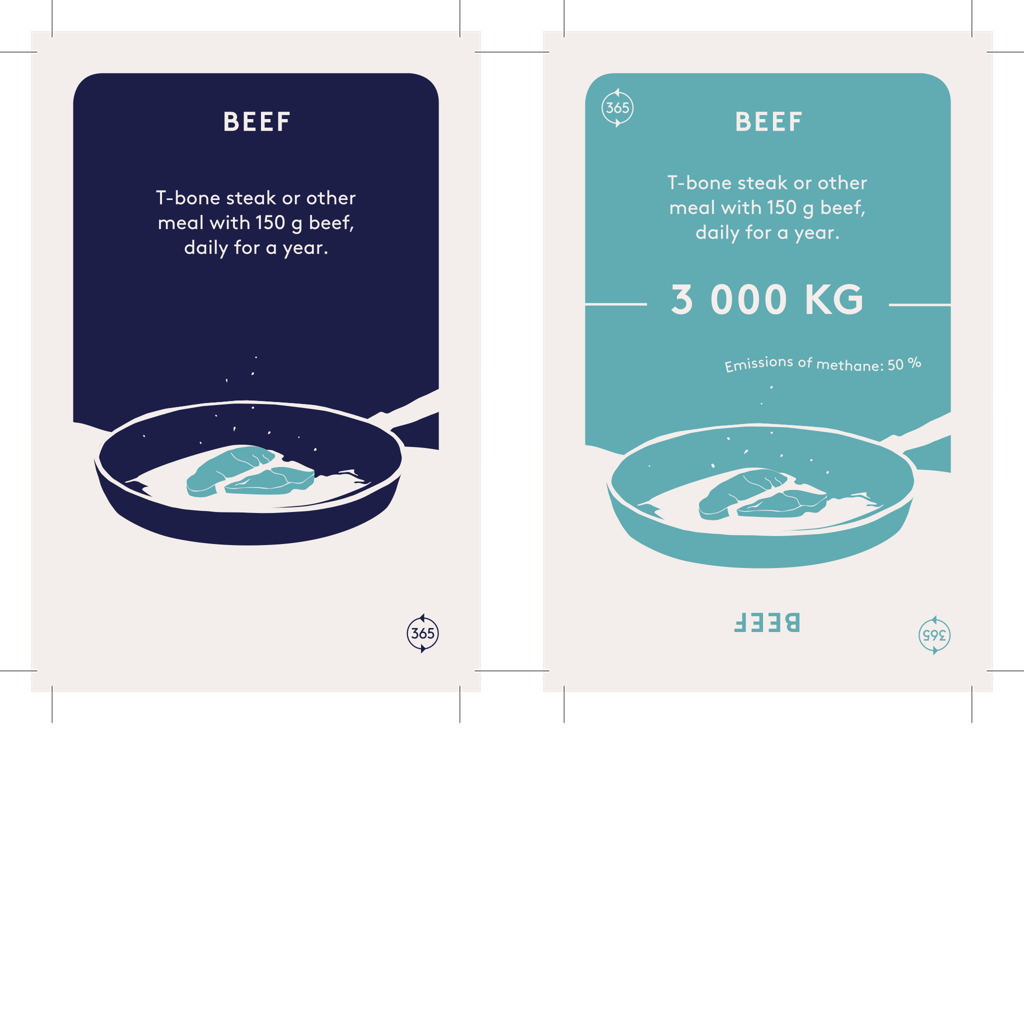 BEEF
T-bone steak or other
meal with 150 g beef,
daily for a year.
365
365
BEEF
T-bone steak or other
meal with 150 g beef,
daily for a year.
3 000 KG
Emissions of methane: 50 %
BEEF
365